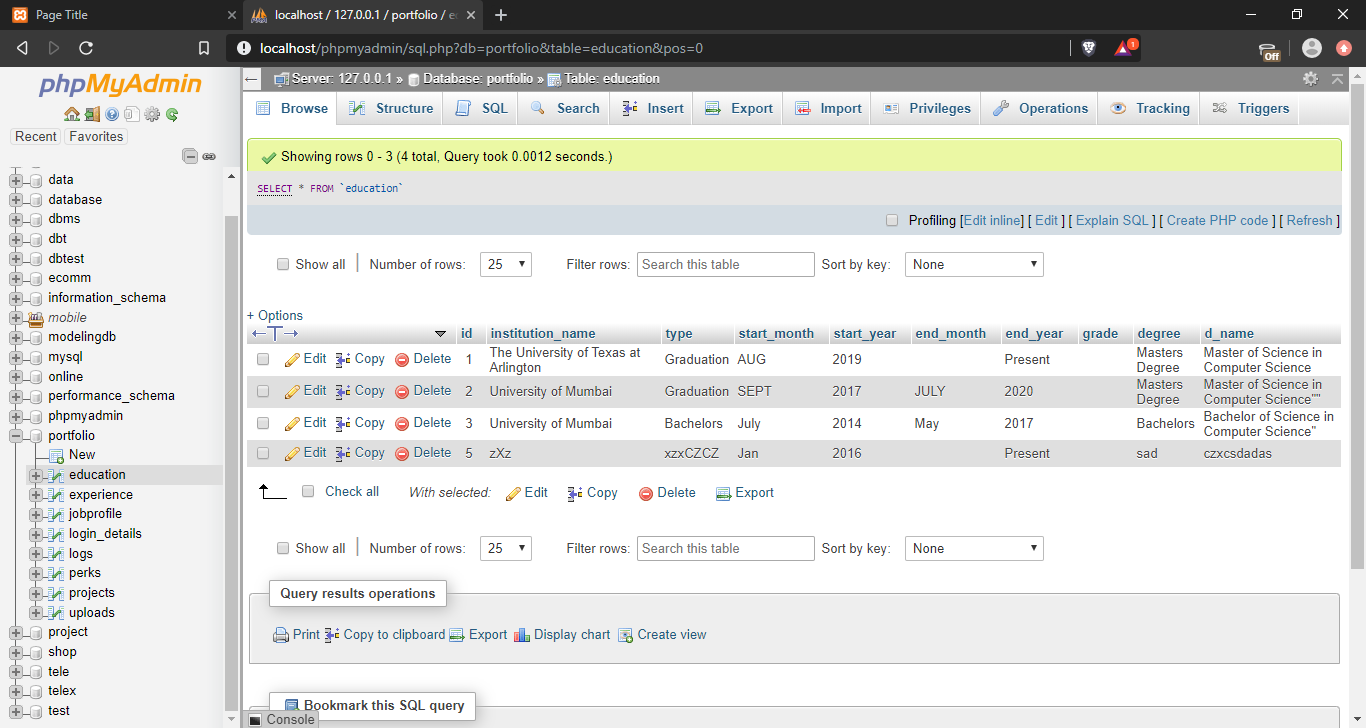 Page Title
localhost / 127.0.0.1 / portfolio / e
localhost/phpmyadmin/sql.php?db=portfolio&table=education&pos=0
1
Off
phpMyAdmin
Recent Favorites
data
database
dbms
dbt
dbtest
ecomm
information_schema
mobile
modelingdb
mysql
online
performance_schema
phpmyadmin
portfolio
New
education
experience
jobprofile
login_details
logs
perks
projects
uploads
project
shop
tele
telex
test
Server: 127.0.0.1 » Database: portfolio » Table: education
Browse Structure SQL Search Insert Export Import Privileges Operations Tracking Triggers
Showing rows 0 - 3 (4 total, Query took 0.0012 seconds.)
SELECT * FROM `education`
Profiling [Edit inline] [ Edit ] [ Explain SQL ] [ Create PHP code ] [ Refresh ]
Show all Number of rows: 25 Filter rows: Search this table Sort by key: None
+ Options
←T→ id institution_name type start_month start_year end_month end_year grade degree d_name
Edit Copy Delete 1 The University of Texas at Arlington Graduation AUG 2019 Present Masters Degree Master of Science in Computer Science
Edit Copy Delete 2 University of Mumbai Graduation SEPT 2017 JULY 2020 Masters Degree Master of Science in Computer Science""
Edit Copy Delete 3 University of Mumbai Bachelors July 2014 May 2017 Bachelors Bachelor of Science in Computer Science"
Edit Copy Delete 5 zXz xzxCZCZ Jan 2016 Present sad czxcsdadas
Check all With selected: Edit Copy Delete Export
Show all Number of rows: 25 Filter rows: Search this table Sort by key: None
Query results operations
Print Copy to clipboard Export Display chart Create view
Bookmark this SQL query
Console